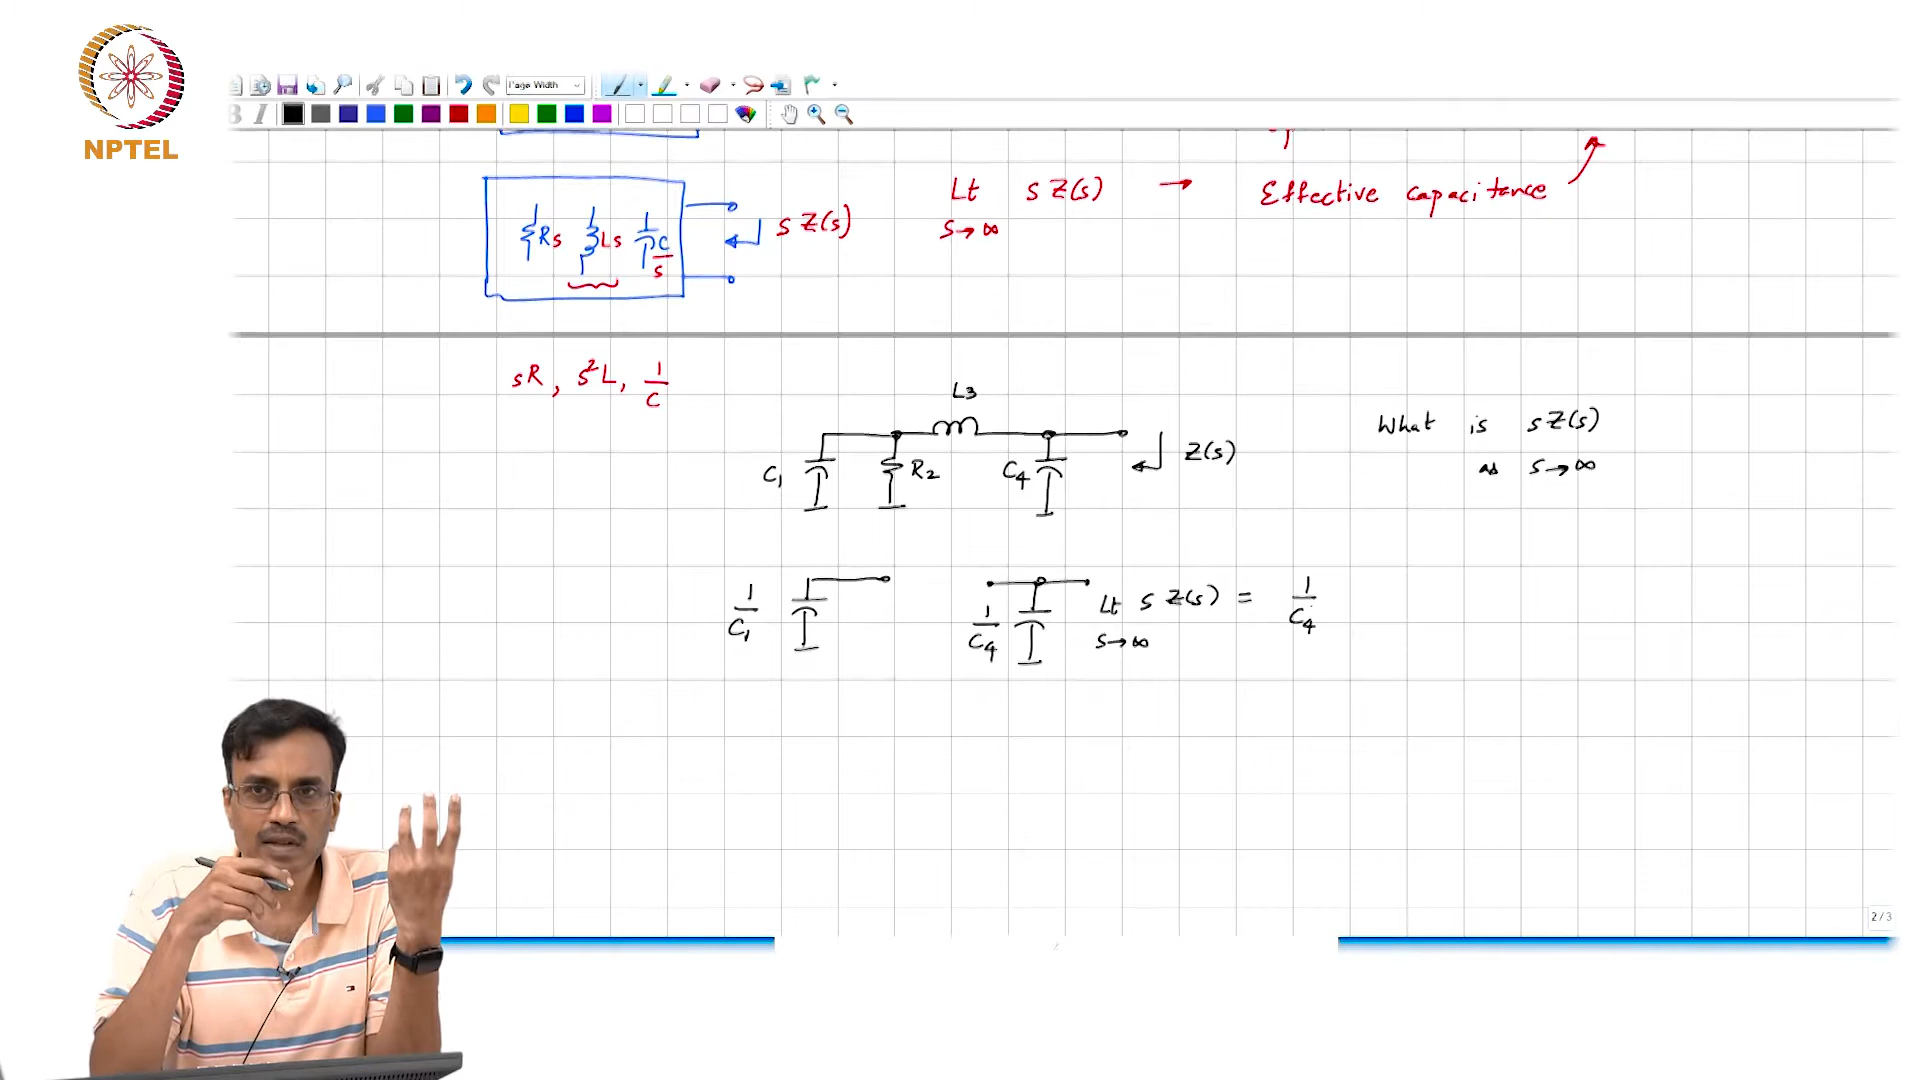 NPTEL
Page Width
B I
Lt s Z(s) → Effective capacitance
s→∞
Rs Ls C/s
s Z(s)
sR, s²L, 1/C
L3
C1 R2 C4 Z(s)
What is sZ(s)
as s→∞
1/C1
1/C4
Lt s Z(s) = 1/C4
s→∞
2/3